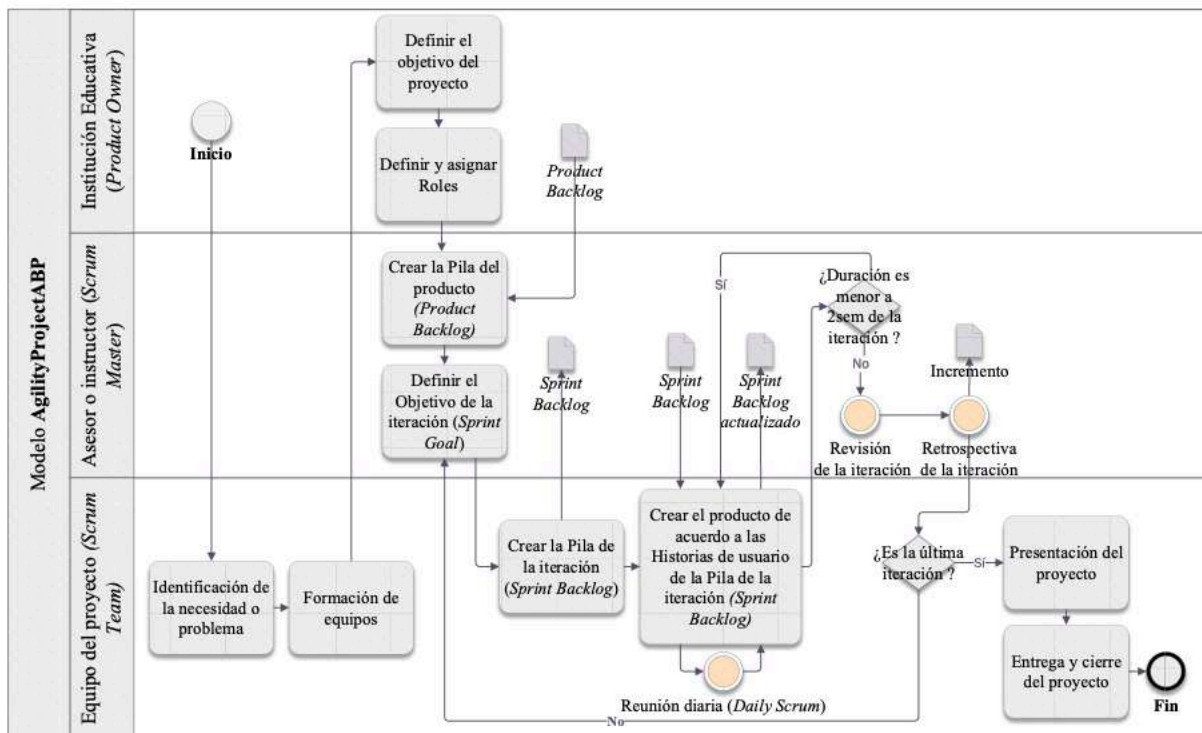 Modelo AgilityProjectABP
Institución Educativa
(Product Owner)
Asesor o instructor (Scrum
Master)
Equipo del proyecto (Scrum
Team)
Inicio
Definir el
objetivo del
proyecto
Definir y asignar
Roles
Product
Backlog
Crear la Pila del
producto
(Product
Backlog)
Definir el
Objetivo de la
iteración (Sprint
Goal)
Sprint
Backlog
Sprint
Backlog
Sprint
Backlog
actualizado
Sí
¿Duración es
menor a
2sem de la
iteración ?
No
Incremento
Revisión
de la iteración
Retrospectiva
de la iteración
Identificación de
la necesidad o
problema
Formación de
equipos
Crear la Pila de
la iteración
(Sprint Backlog)
Crear el producto de
acuerdo a las
Historias de usuario
de la Pila de la
iteración (Sprint
Backlog)
Reunión diaria (Daily Scrum)
¿Es la última
iteración ?
Sí
No
Presentación del
proyecto
Entrega y cierre
del proyecto
Fin